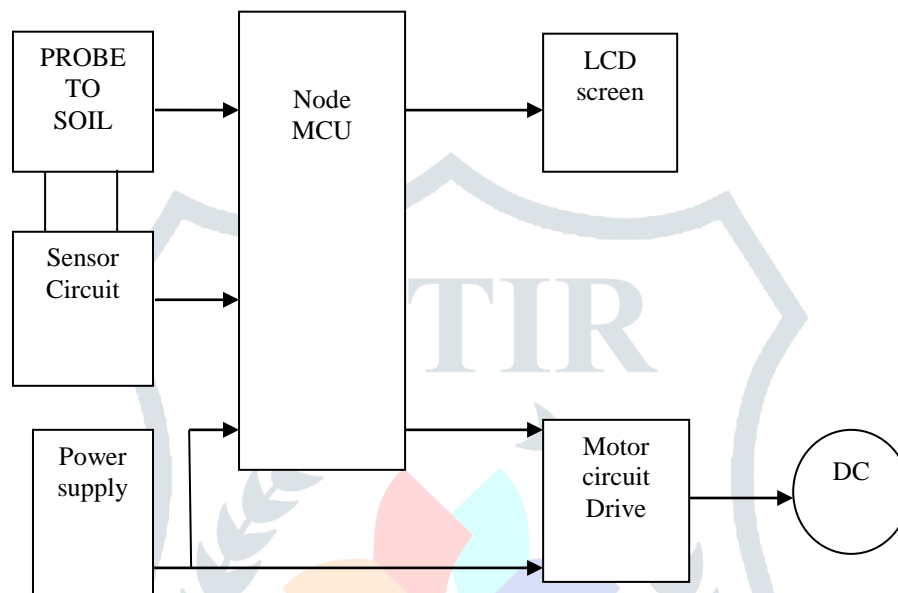 PROBE
TO
SOIL
Node
MCU
LCD
screen
Sensor
Circuit
TIR
Power
supply
Motor
circuit
Drive
DC